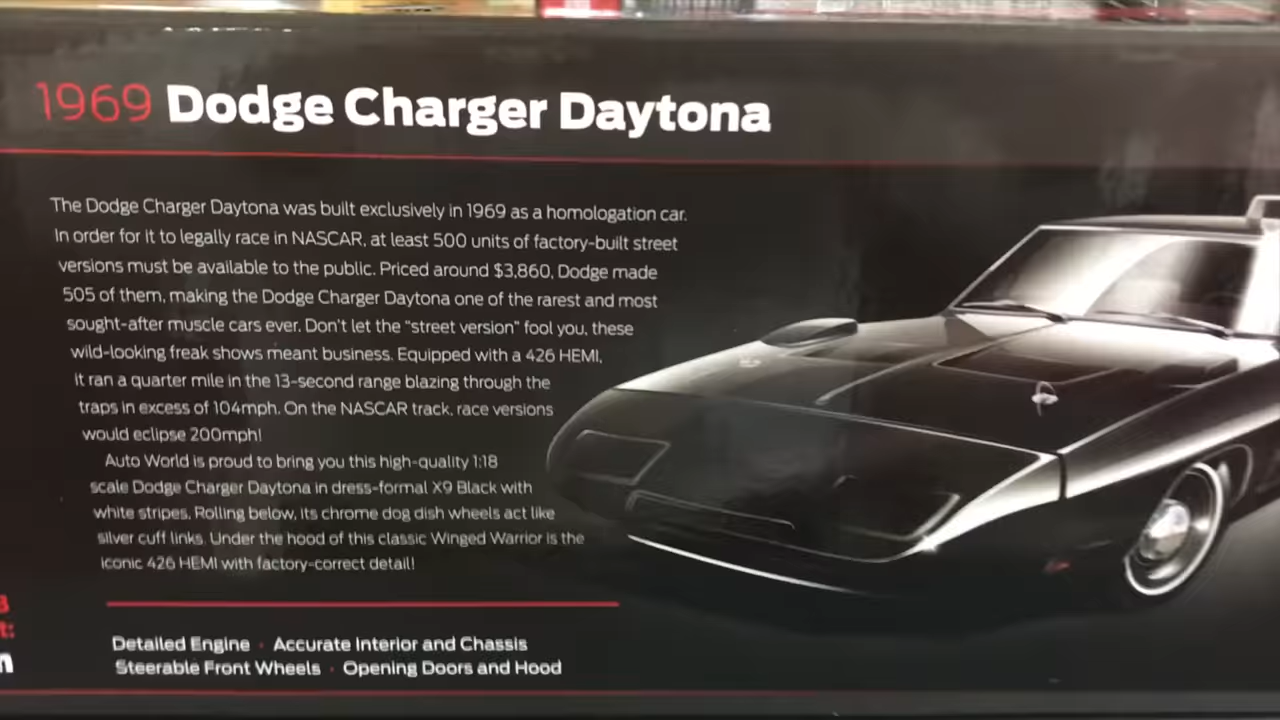 1969 Dodge Charger Daytona
The Dodge Charger Daytona was built exclusively in 1969 as a homologation car.
In order for it to legally race in NASCAR, at least 500 units of factory-built street
versions must be available to the public. Priced around $3,860, Dodge made
505 of them, making the Dodge Charger Daytona one of the rarest and most
sought-after muscle cars ever. Don't let the "street version" fool you, these
wild-looking freak shows meant business. Equipped with a 426 HEMI,
it ran a quarter mile in the 13-second range blazing through the
traps in excess of 104mph. On the NASCAR track, race versions
would eclipse 200mph!
Auto World is proud to bring you this high-quality 1:18
scale Dodge Charger Daytona in dress-formal X9 Black with
white stripes. Rolling below, its chrome dog dish wheels act like
silver cuff links. Under the hood of this classic Winged Warrior is the
iconic 426 HEMI with factory-correct detail!
Detailed Engine · Accurate Interior and Chassis
Steerable Front Wheels · Opening Doors and Hood